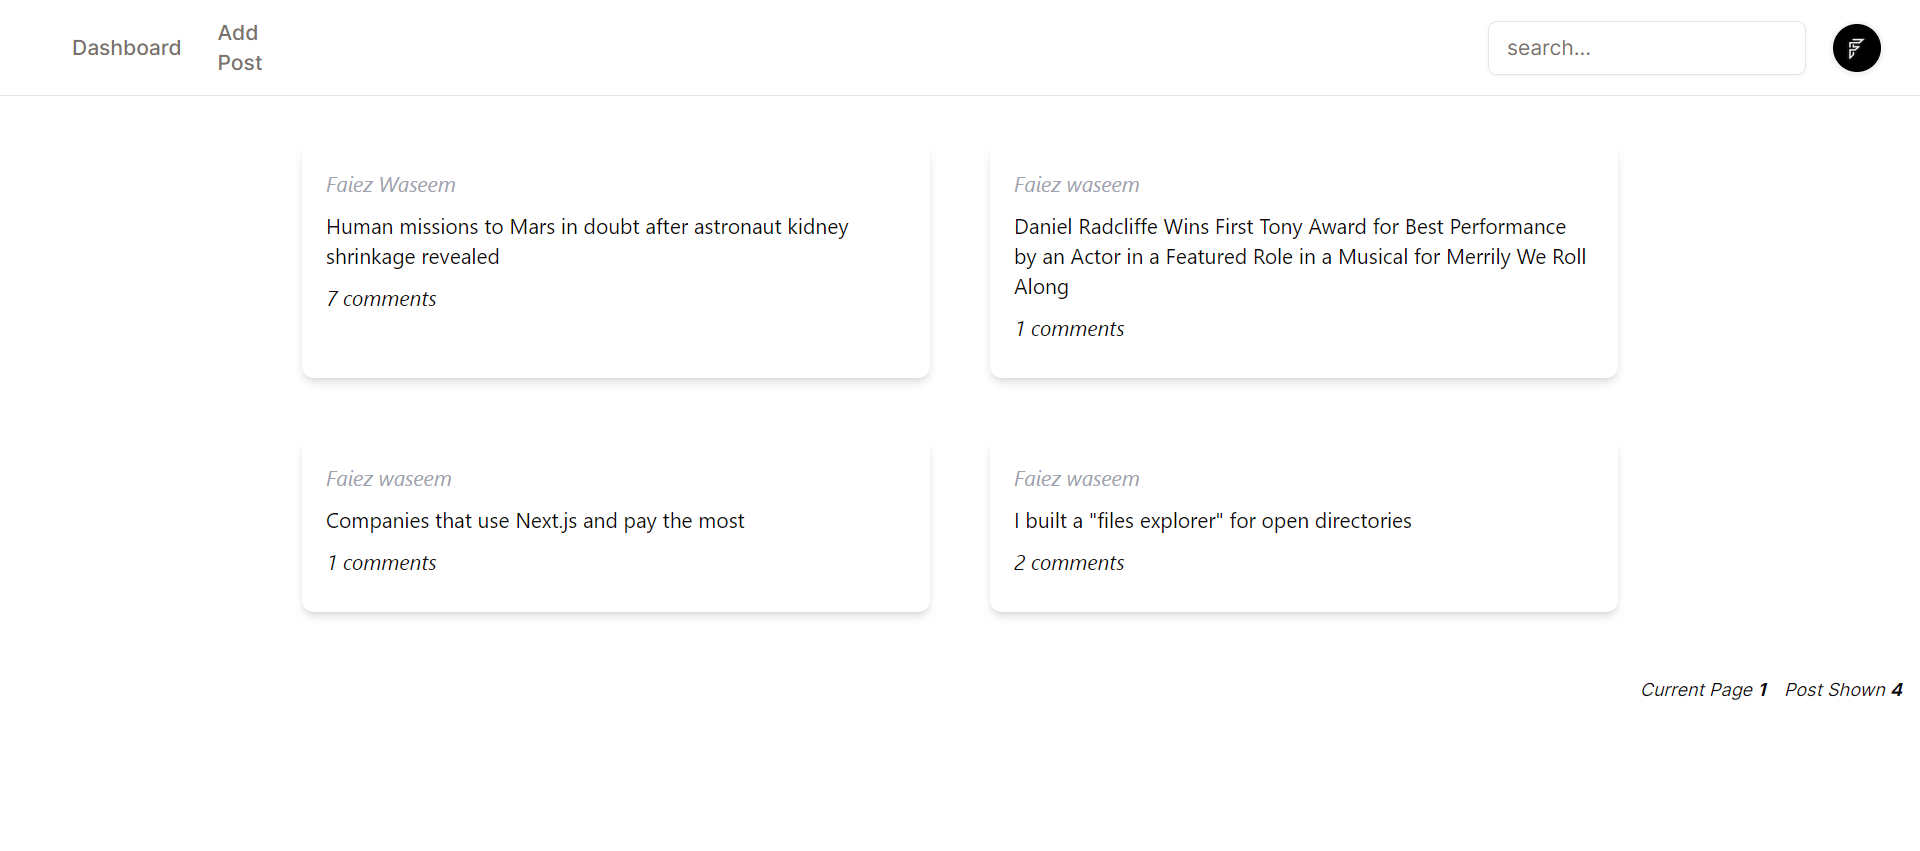 Dashboard
Add
Post
search...
Faiez Waseem
Human missions to Mars in doubt after astronaut kidney
shrinkage revealed
7 comments
Faiez waseem
Daniel Radcliffe Wins First Tony Award for Best Performance
by an Actor in a Featured Role in a Musical for Merrily We Roll
Along
1 comments
Faiez waseem
Companies that use Next.js and pay the most
1 comments
Faiez waseem
I built a "files explorer" for open directories
2 comments
Current Page 1 Post Shown 4